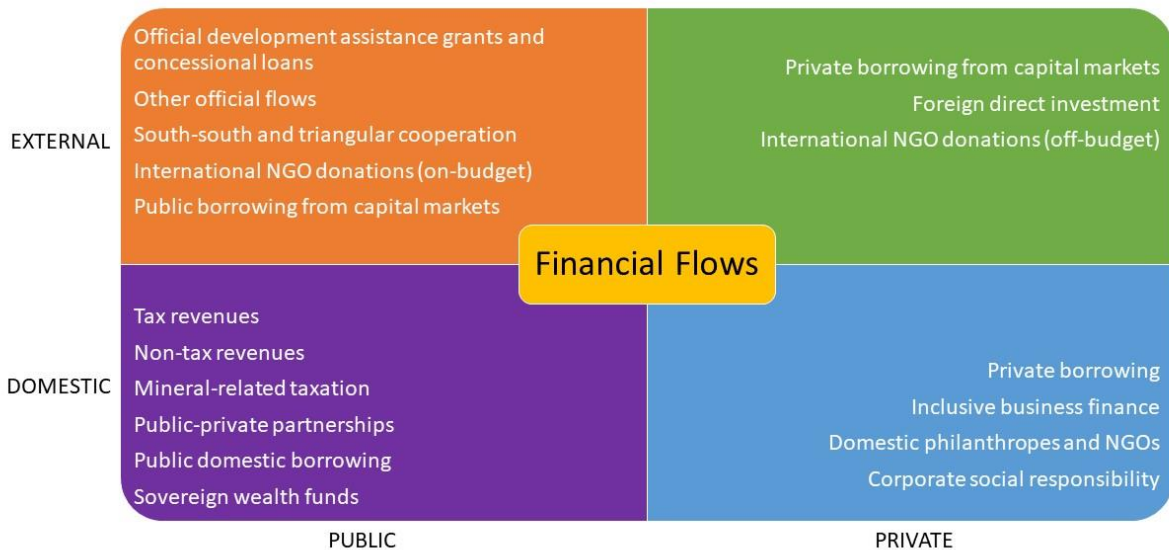 EXTERNAL
Official development assistance grants and
concessional loans
Other official flows
South-south and triangular cooperation
International NGO donations (on-budget)
Public borrowing from capital markets
Private borrowing from capital markets
Foreign direct investment
International NGO donations (off-budget)
Financial Flows
DOMESTIC
Tax revenues
Non-tax revenues
Mineral-related taxation
Public-private partnerships
Public domestic borrowing
Sovereign wealth funds
Private borrowing
Inclusive business finance
Domestic philanthropes and NGOs
Corporate social responsibility
PUBLIC
PRIVATE